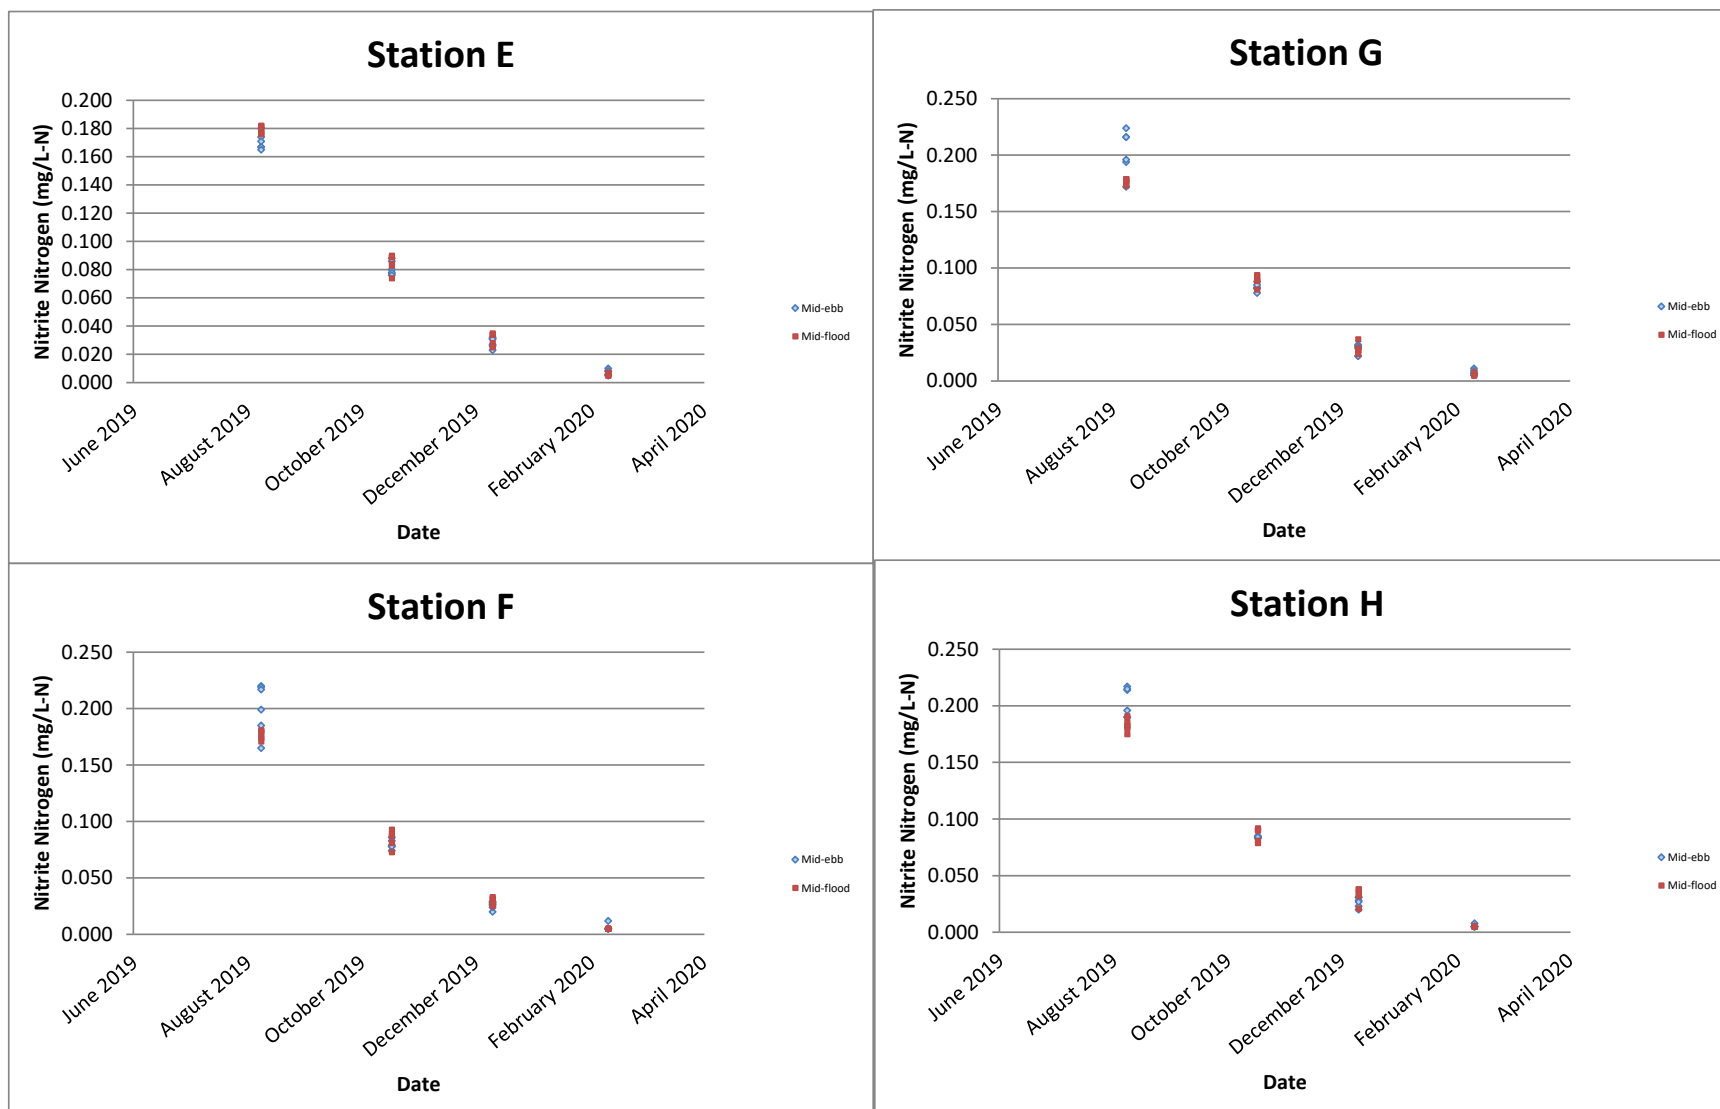 Station E
Nitrite Nitrogen (mg/L-N)
0.200
0.180
0.160
0.140
0.120
0.100
0.080
0.060
0.040
0.020
0.000
June 2019
August 2019
October 2019
December 2019
February 2020
April 2020
Date
Mid-ebb
Mid-flood
Station G
Nitrite Nitrogen (mg/L-N)
0.250
0.200
0.150
0.100
0.050
0.000
June 2019
August 2019
October 2019
December 2019
February 2020
April 2020
Date
Mid-ebb
Mid-flood
Station F
Nitrite Nitrogen (mg/L-N)
0.250
0.200
0.150
0.100
0.050
0.000
June 2019
August 2019
October 2019
December 2019
February 2020
April 2020
Date
Mid-ebb
Mid-flood
Station H
Nitrite Nitrogen (mg/L-N)
0.250
0.200
0.150
0.100
0.050
0.000
June 2019
August 2019
October 2019
December 2019
February 2020
April 2020
Date
Mid-ebb
Mid-flood